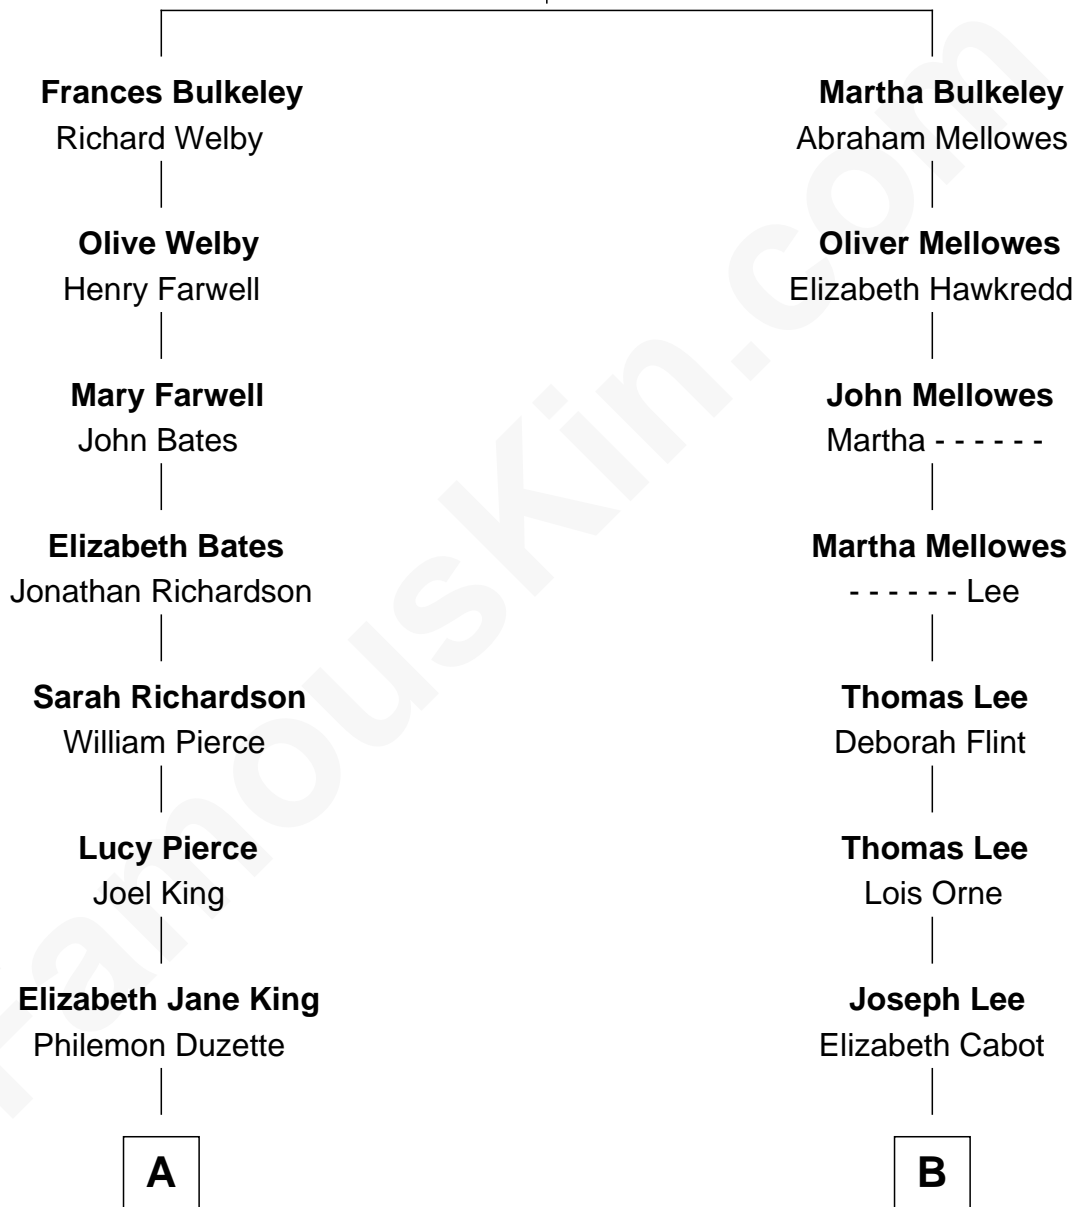 Frances Bulkeley
Richard Welby
Martha Bulkeley
Abraham Mellowes
Olive Welby
Henry Farwell
Oliver Mellowes
Elizabeth Hawkredd
Mary Farwell
John Bates
John Mellowes
Martha - - - - - -
Elizabeth Bates
Jonathan Richardson
Martha Mellowes
- - - - - - Lee
Sarah Richardson
William Pierce
Thomas Lee
Deborah Flint
Lucy Pierce
Joel King
Thomas Lee
Lois Orne
Elizabeth Jane King
Philemon Duzette
Joseph Lee
Elizabeth Cabot
A
B
FamousKin.com